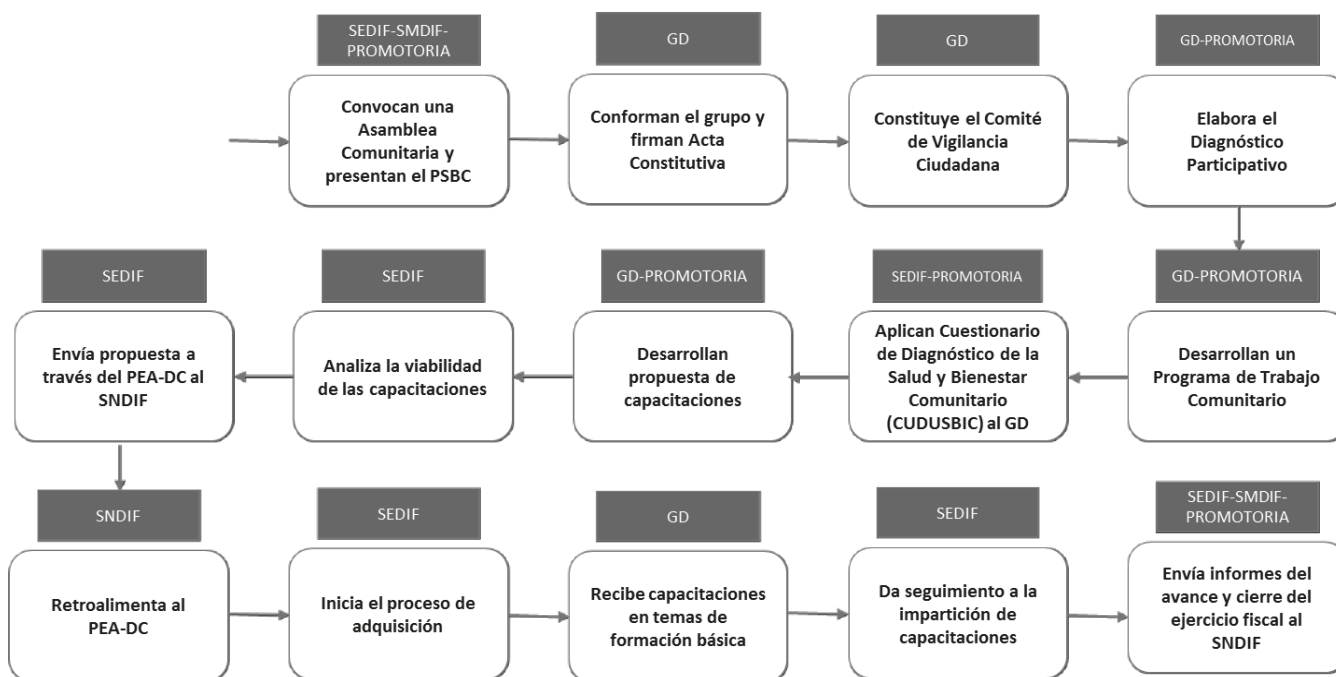 SEDIF-SMDIF-
PROMOTORIA
Convocan una
Asamblea
Comunitaria y
presentan el PSBC
GD
Conforman el grupo y
firman Acta
Constitutiva
GD
Constituye el Comité
de Vigilancia
Ciudadana
GD-PROMOTORIA
Elabora el
Diagnóstico
Participativo
GD-PROMOTORIA
Desarrollan un
Programa de Trabajo
Comunitario
SEDIF-PROMOTORIA
Aplican Cuestionario
de Diagnóstico de la
Salud y Bienestar
Comunitario
(CUDUSBIC) al GD
GD-PROMOTORIA
Desarrollan
propuesta de
capacitaciones
SEDIF
Analiza la viabilidad
de las capacitaciones
SEDIF
Envía propuesta a
través del PEA-DC al
SNDIF
SNDIF
Retroalimenta al
PEA-DC
SEDIF
Inicia el proceso de
adquisición
GD
Recibe capacitaciones
en temas de
formación básica
SEDIF
Da seguimiento a la
impartición de
capacitaciones
SEDIF-SMDIF-
PROMOTORIA
Envía informes del
avance y cierre del
ejercicio fiscal al
SNDIF